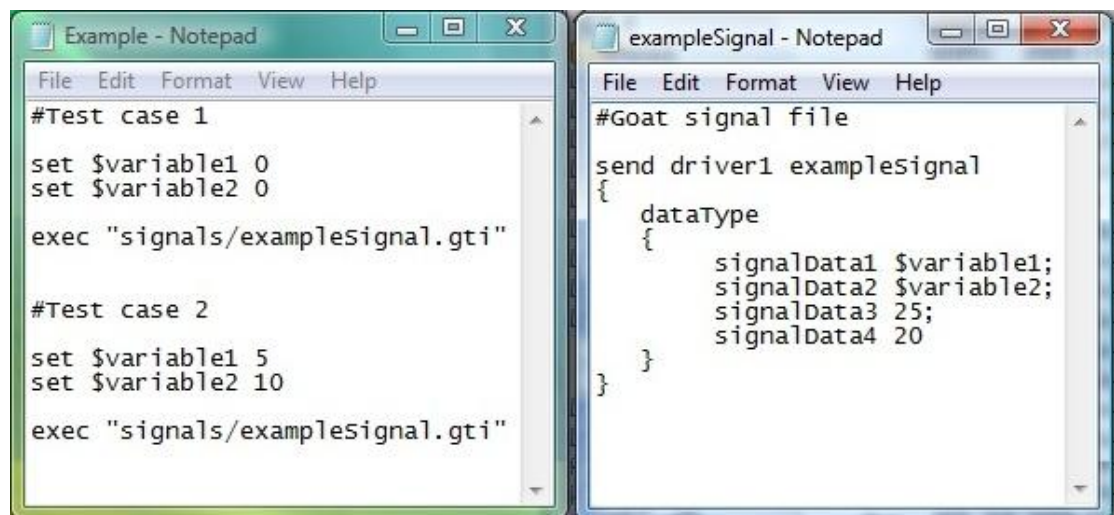 Example - Notepad
File Edit Format View Help
#Test case 1
set $variable1 0
set $variable2 0
exec "signals/exampleSignal.gti"
#Test case 2
set $variable1 5
set $variable2 10
exec "signals/exampleSignal.gti"
exampleSignal - Notepad
File Edit Format View Help
#Goat signal file
send driver1 exampleSignal
{
dataType
{
signalData1 $variable1;
signalData2 $variable2;
signalData3 25;
signalData4 20
}
}